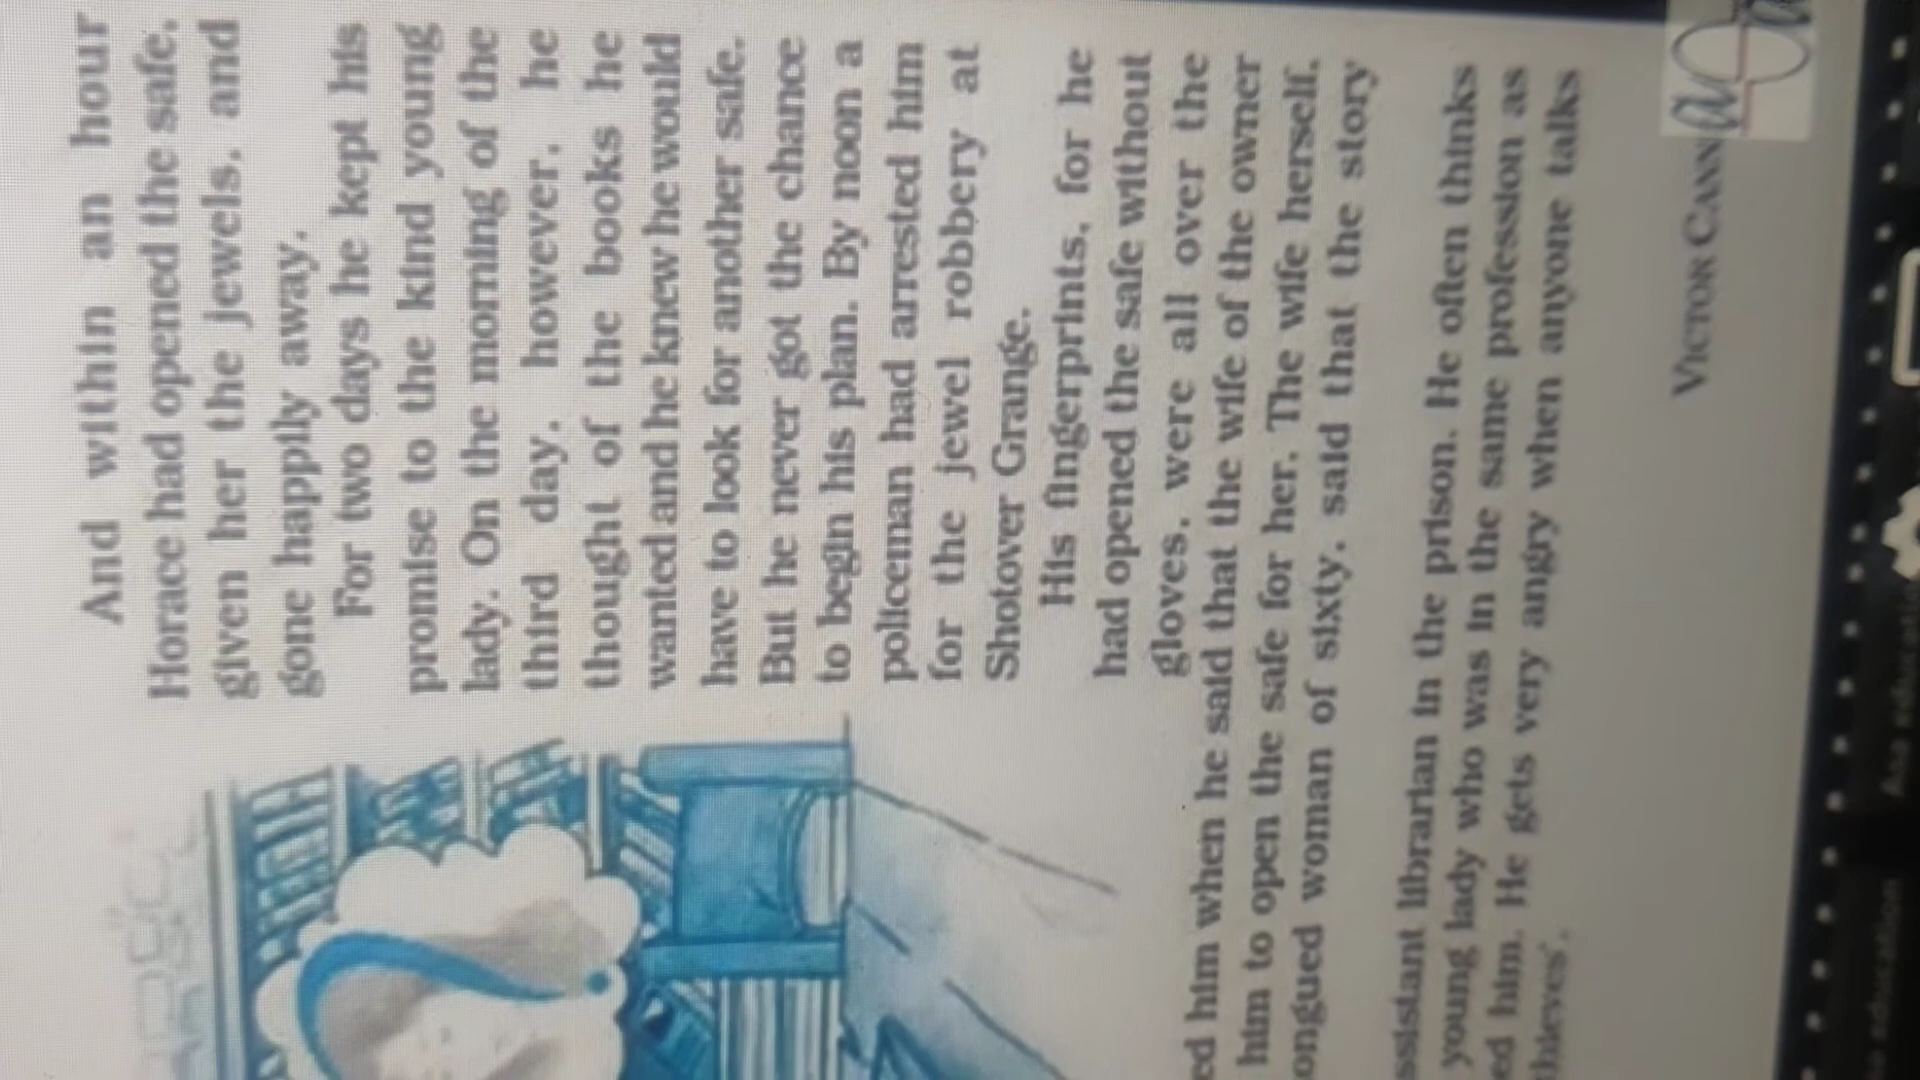 And within an hour
Horace had opened the safe,
given her the jewels, and
gone happily away.
For two days he kept his
promise to the kind young
lady. On the morning of the
third day, however, he
thought of the books he
wanted and he knew he would
have to look for another safe.
But he never got the chance
to begin his plan. By noon a
policeman had arrested him
for the jewel robbery at
Shotover Grange.
His fingerprints, for he
had opened the safe without
gloves, were all over the
ed him when he said that the wife of the owner
him to open the safe for her. The wife herself,
ongued woman of sixty, said that the story
ssistant librarian in the prison. He often thinks
young lady who was in the same profession as
ed him. He gets very angry when anyone talks
thieves'.
VICTOR CANN
Asa education
education